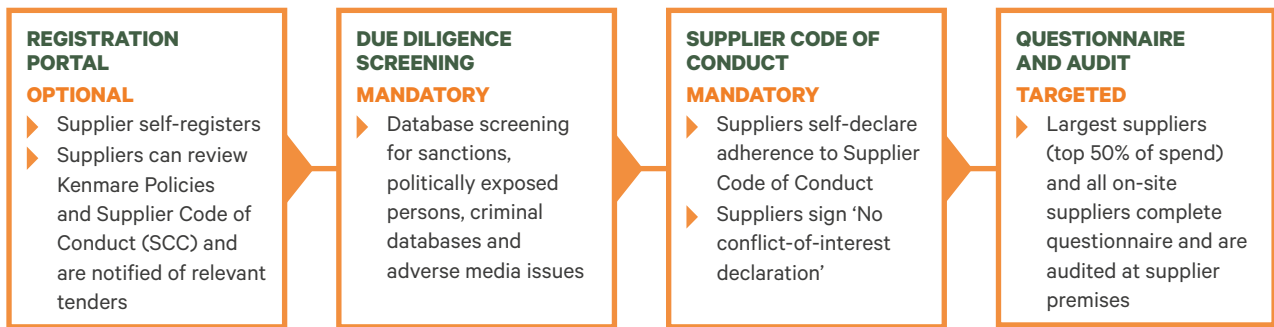 REGISTRATION
PORTAL
OPTIONAL
Supplier self-registers
Suppliers can review
Kenmare Policies
and Supplier Code of
Conduct (SCC) and
are notified of relevant
tenders
DUE DILIGENCE
SCREENING
MANDATORY
Database screening
for sanctions,
politically exposed
persons, criminal
databases and
adverse media issues
SUPPLIER CODE OF
CONDUCT
MANDATORY
Suppliers self-declare
adherence to Supplier
Code of Conduct
Suppliers sign ‘No
conflict-of-interest
declaration’
QUESTIONNAIRE
AND AUDIT
TARGETED
Largest suppliers
(top 50% of spend)
and all on-site
suppliers complete
questionnaire and are
audited at supplier
premises